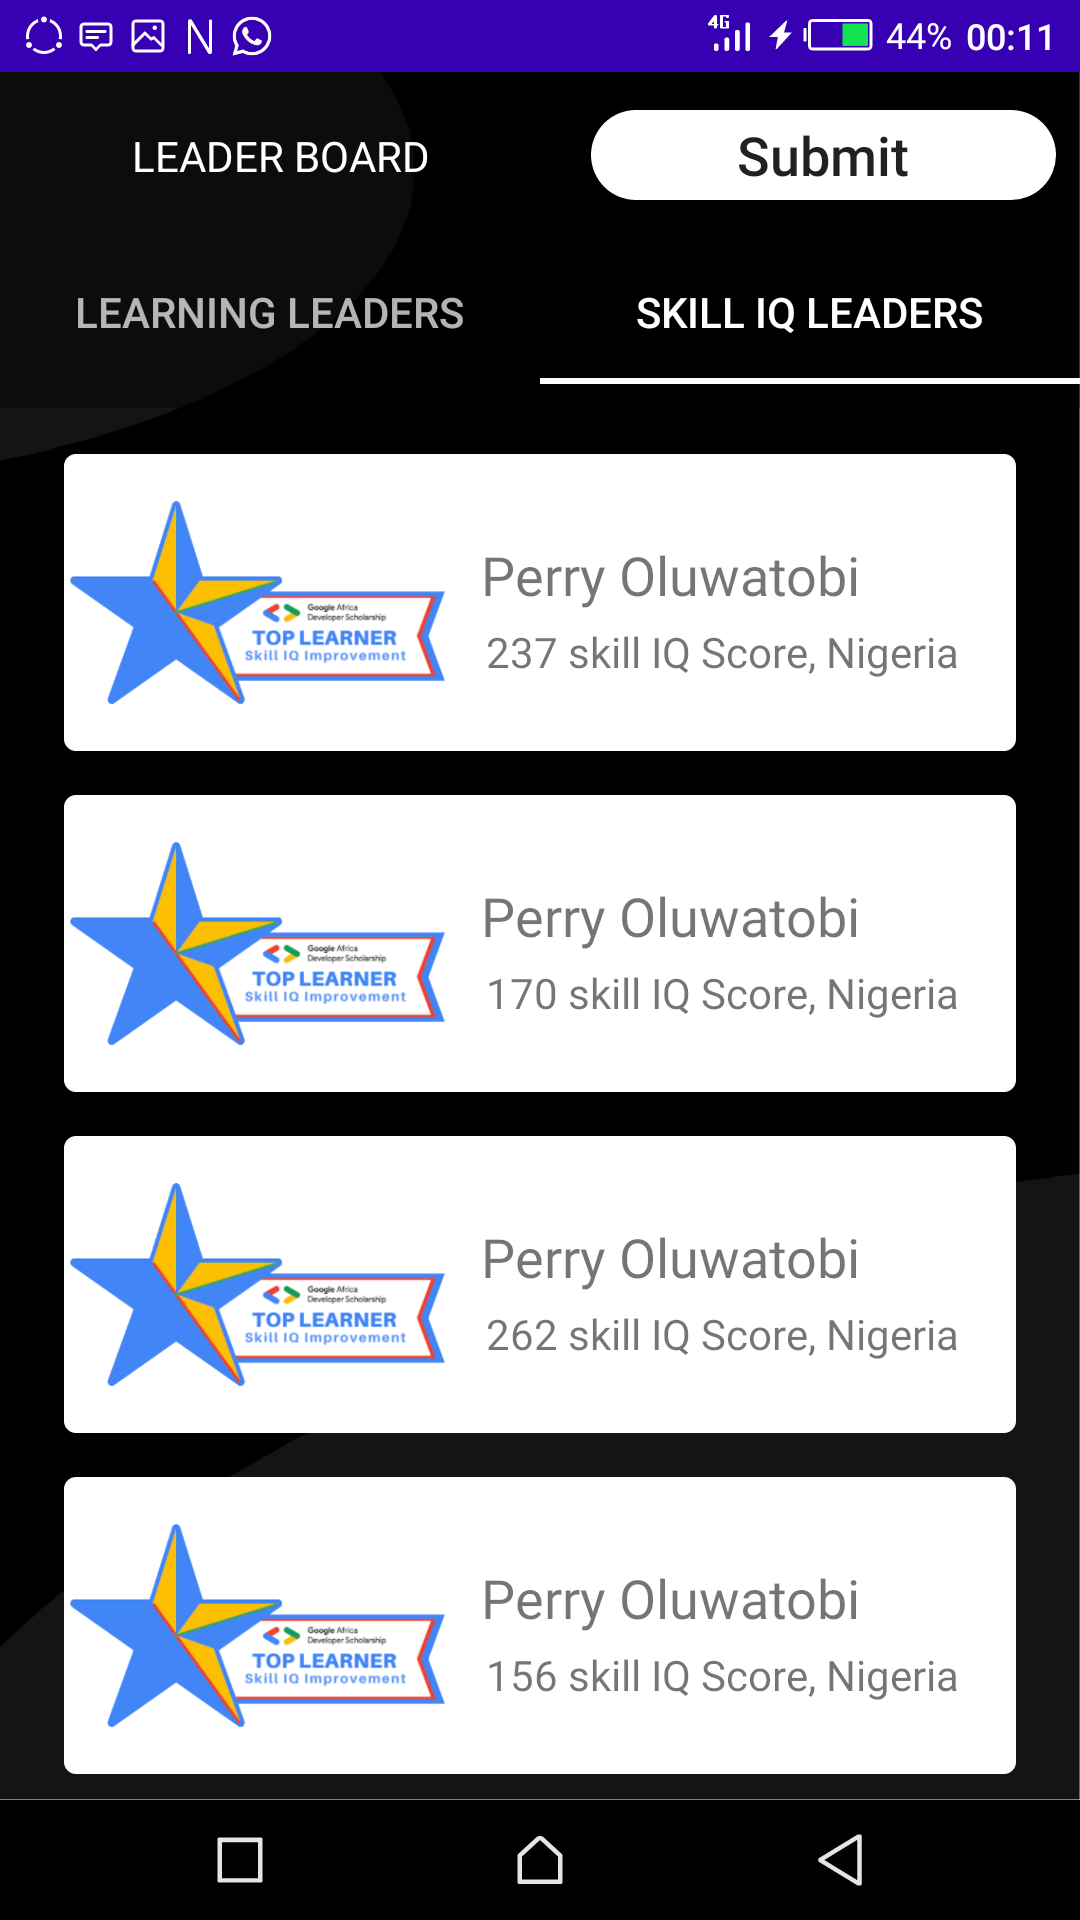 4G 44% 00:11
LEADER BOARD Submit
LEARNING LEADERS SKILL IQ LEADERS
Google Africa
Developer Scholarship
TOP LEARNER
Skill IQ Improvement
Perry Oluwatobi
237 skill IQ Score, Nigeria
Google Africa
Developer Scholarship
TOP LEARNER
Skill IQ Improvement
Perry Oluwatobi
170 skill IQ Score, Nigeria
Google Africa
Developer Scholarship
TOP LEARNER
Skill IQ Improvement
Perry Oluwatobi
262 skill IQ Score, Nigeria
Google Africa
Developer Scholarship
TOP LEARNER
Skill IQ Improvement
Perry Oluwatobi
156 skill IQ Score, Nigeria